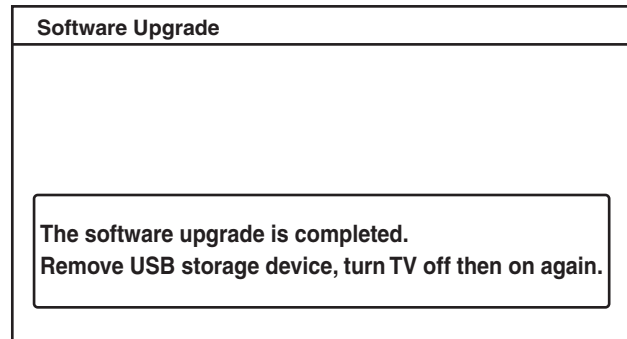 Software Upgrade
The software upgrade is completed.
Remove USB storage device, turn TV off then on again.